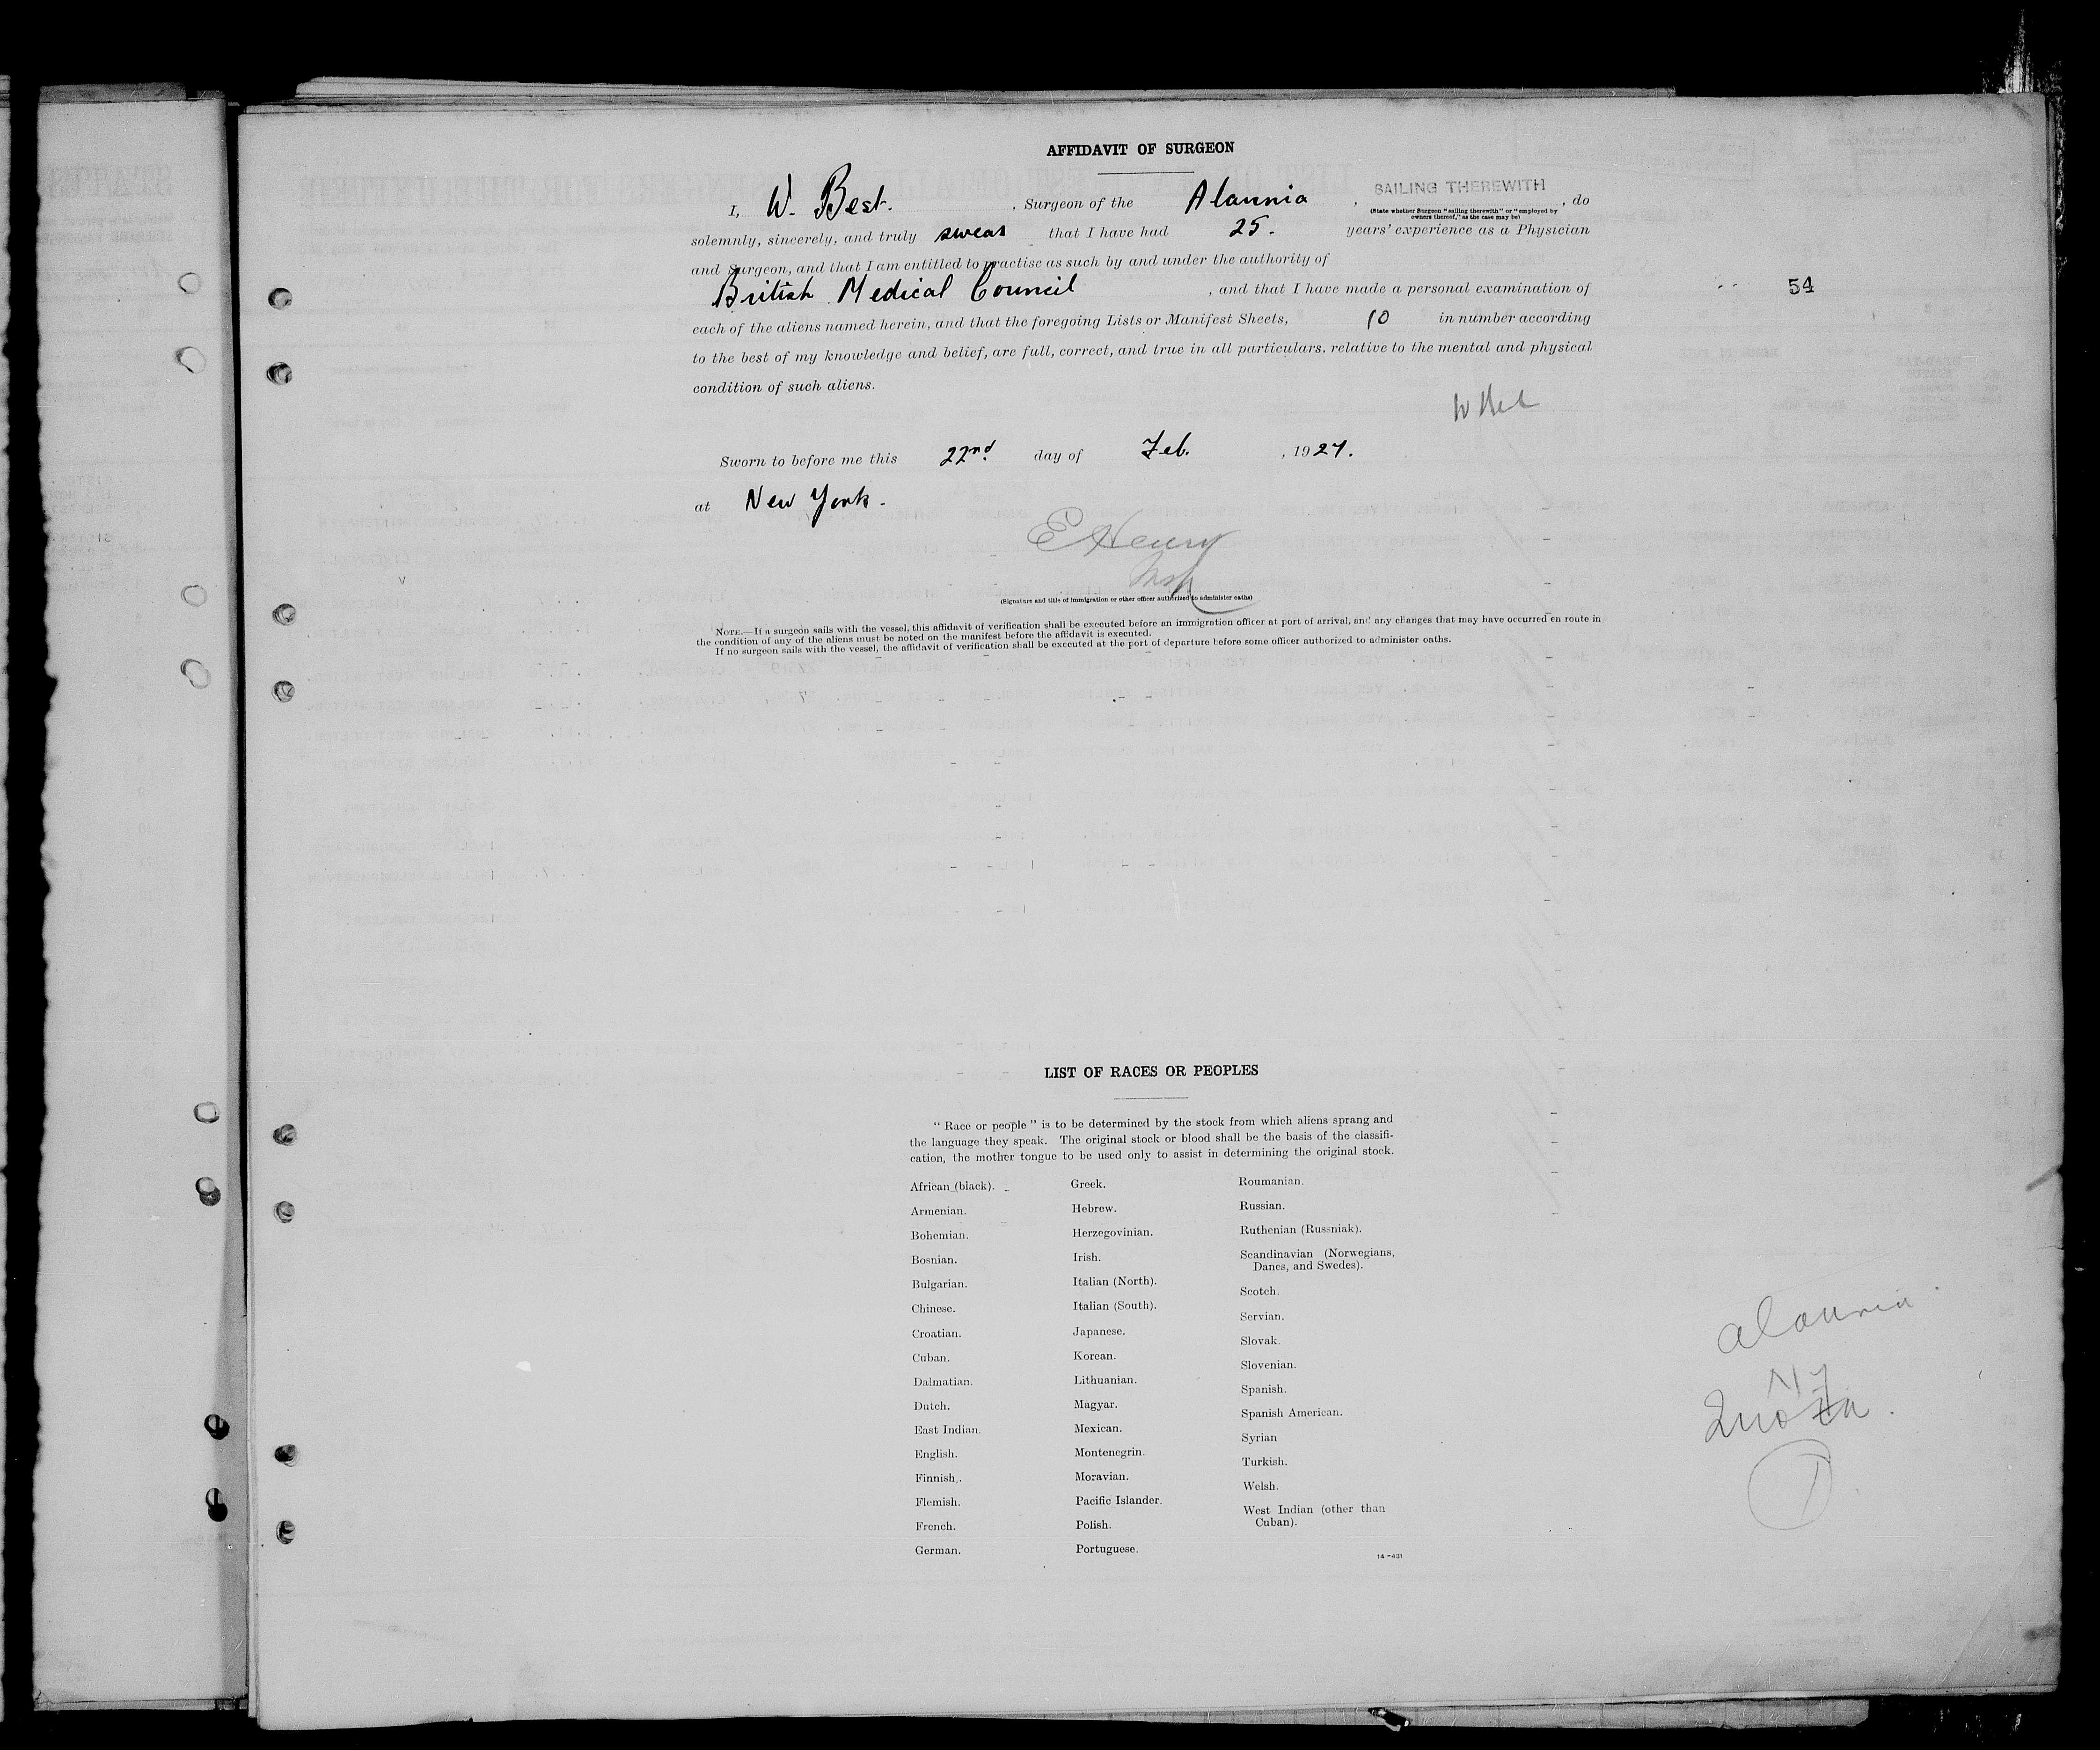 AFFIDAVIT OF SURGEON
I, W. Best. , Surgeon of the Alaunia , SAILING THEREWITH , do
(State whether Surgeon "sailing therewith" or "employed by
owners thereof," as the case may be)
solemnly, sincerely, and truly swear that I have had 25. years' experience as a Physician
and Surgeon, and that I am entitled to practise as such by and under the authority of
British Medical Council , and that I have made a personal examination of
54
each of the aliens named herein, and that the foregoing Lists or Manifest Sheets, 10 in number according
to the best of my knowledge and belief, are full, correct, and true in all particulars. relative to the mental and physical
condition of such aliens.
W Best
Sworn to before me this 22nd day of Feb. , 1927.
at New York.
E Henry
Insp
(Signature and title of immigration or other officer authorized to administer oaths)
NOTE.—If a surgeon sails with the vessel, this affidavit of verification shall be executed before an immigration officer at port of arrival, and any changes that may have occurred en route in
the condition of any of the aliens must be noted on the manifest before the affidavit is executed.
If no surgeon sails with the vessel, the affidavit of verification shall be executed at the port of departure before some officer authorized to administer oaths.
LIST OF RACES OR PEOPLES
"Race or people" is to be determined by the stock from which aliens sprang and
the language they speak. The original stock or blood shall be the basis of the classifi-
cation, the mother tongue to be used only to assist in determining the original stock.
African (black).
Armenian.
Bohemian.
Bosnian.
Bulgarian.
Chinese.
Croatian.
Cuban.
Dalmatian.
Dutch.
East Indian.
English.
Finnish.
Flemish.
French.
German.
Greek.
Hebrew.
Herzegovinian.
Irish.
Italian (North).
Italian (South).
Japanese.
Korean.
Lithuanian.
Magyar.
Mexican.
Montenegrin.
Moravian.
Pacific Islander.
Polish.
Portuguese.
Roumanian.
Russian.
Ruthenian (Russniak).
Scandinavian (Norwegians,
Danes, and Swedes).
Scotch.
Servian.
Slovak.
Slovenian.
Spanish.
Spanish American.
Syrian
Turkish.
Welsh.
West Indian (other than
Cuban).
14-431
Alaunia
NY